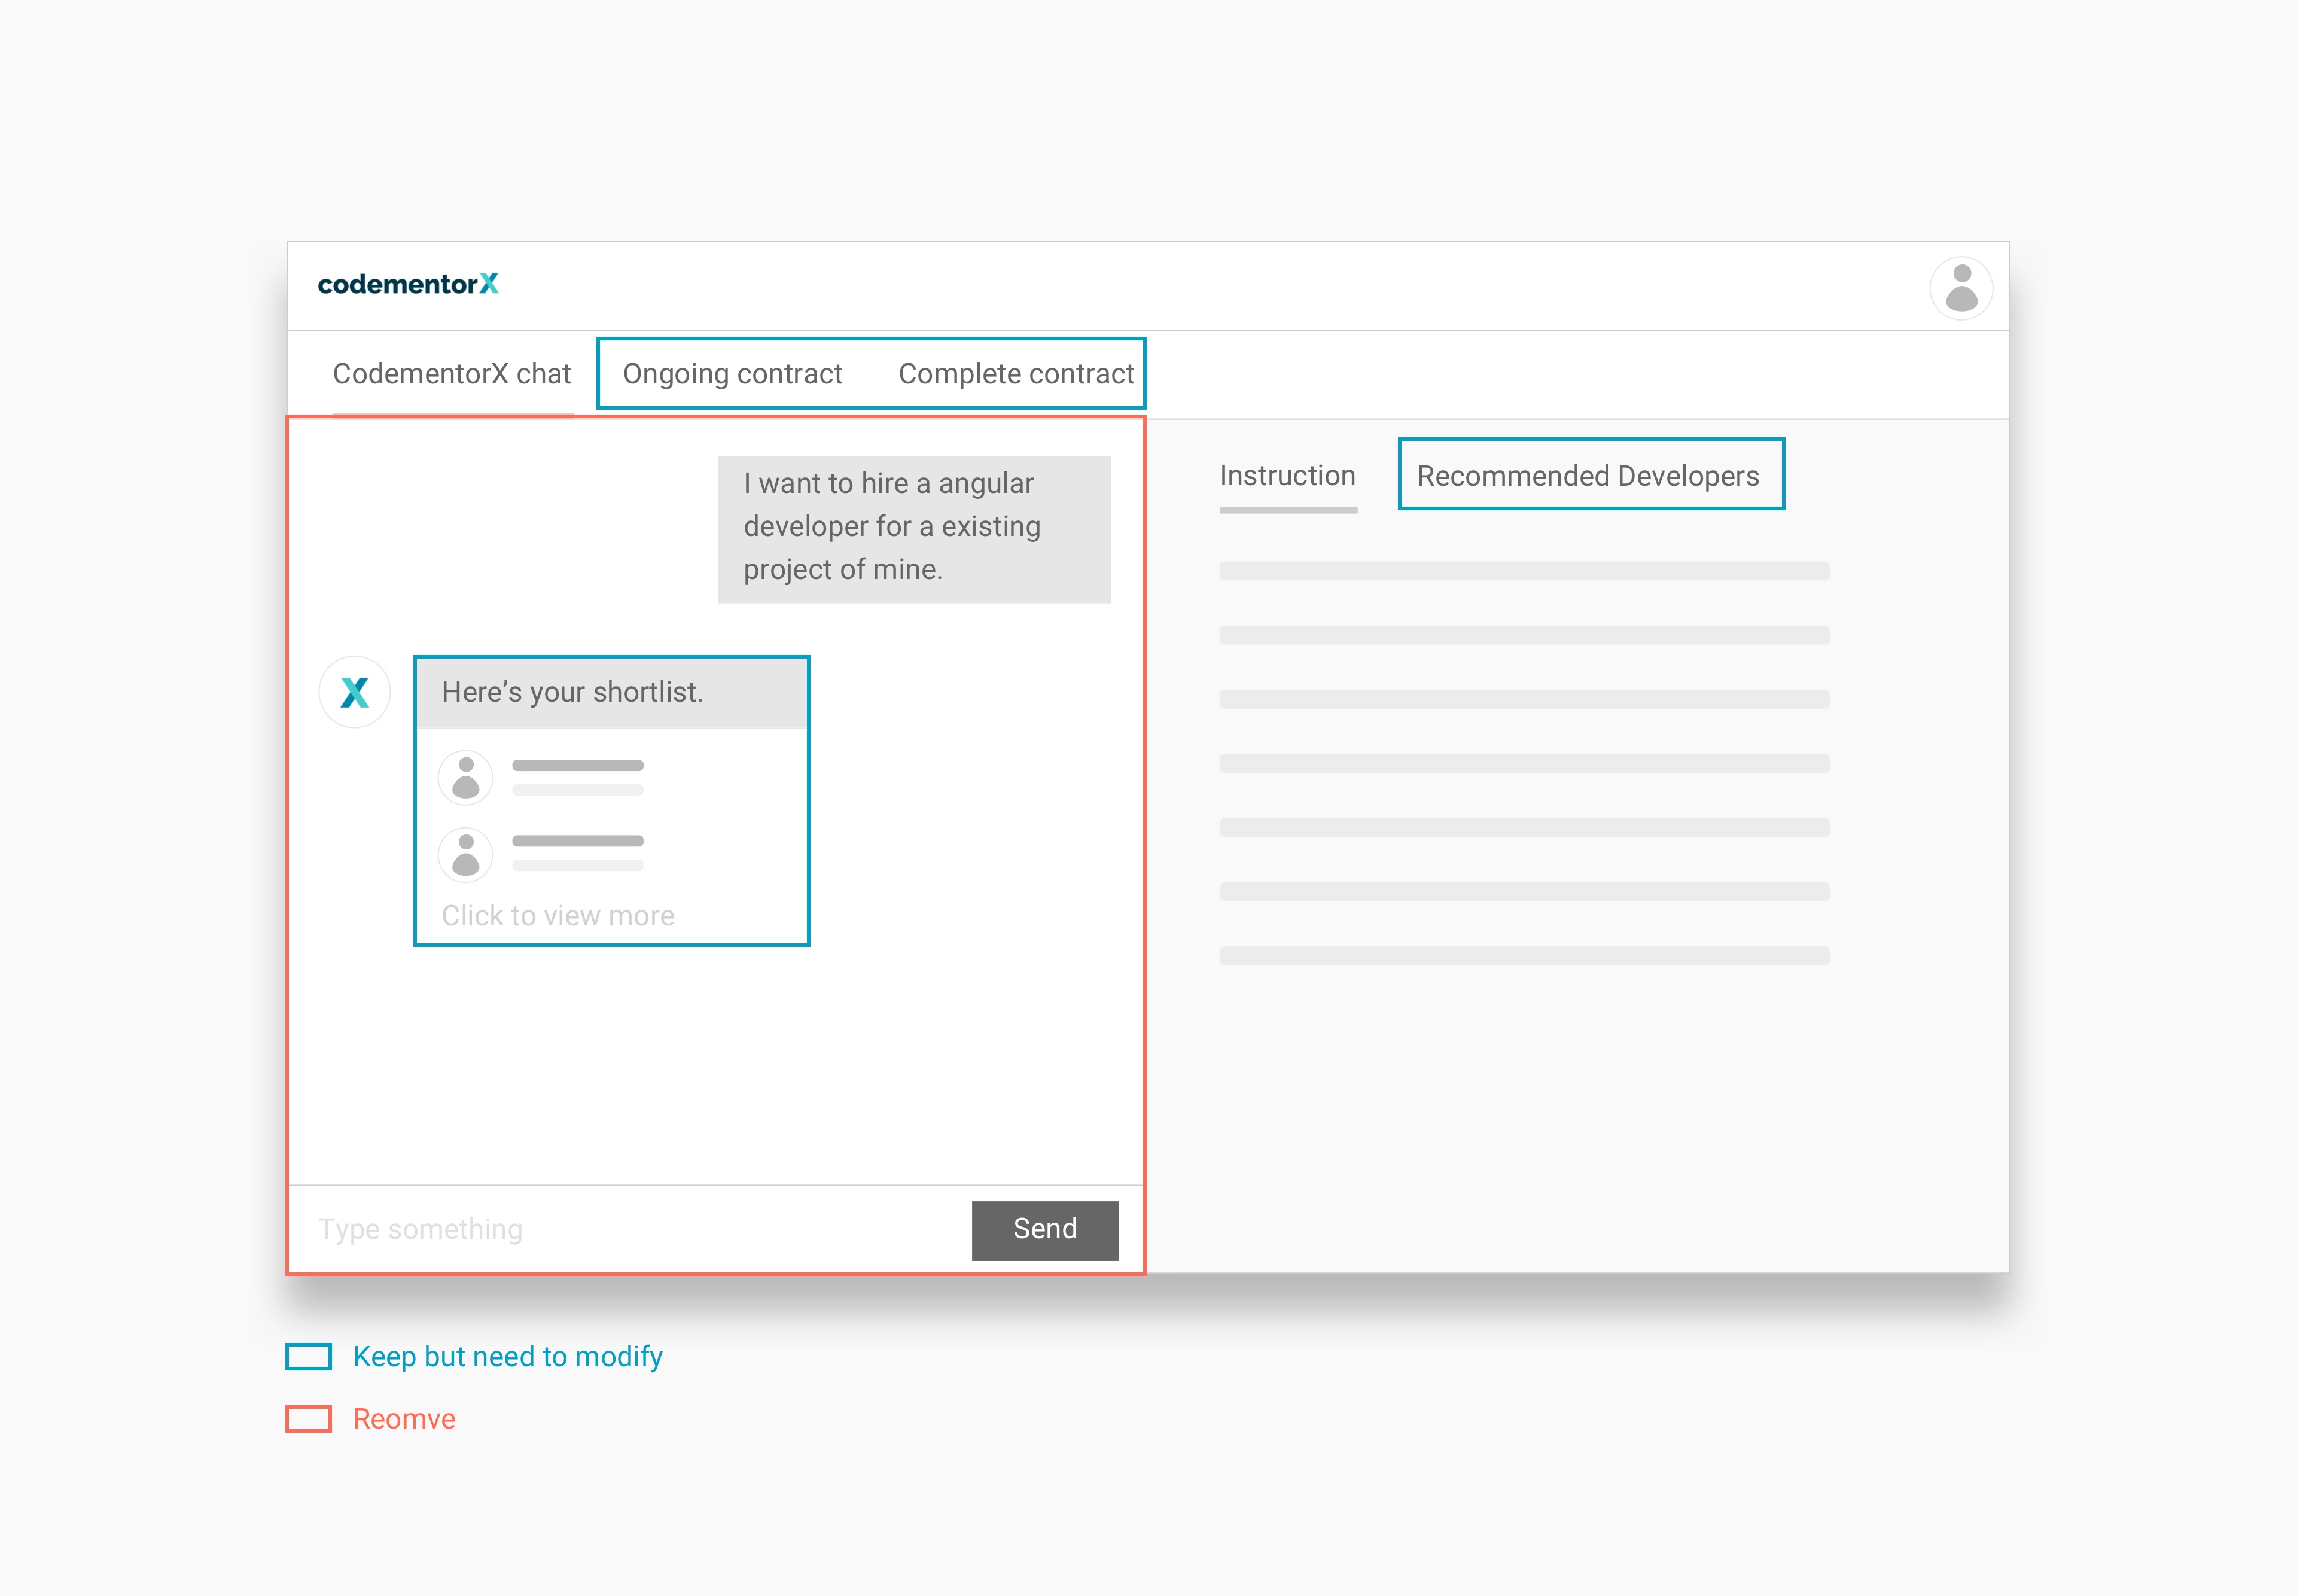 codementorX
CodementorX chat
Ongoing contract
Complete contract
I want to hire a angular
developer for a existing
project of mine.
X
Here’s your shortlist.
Click to view more
Type something
Send
Instruction
Recommended Developers
Keep but need to modify
Reomve